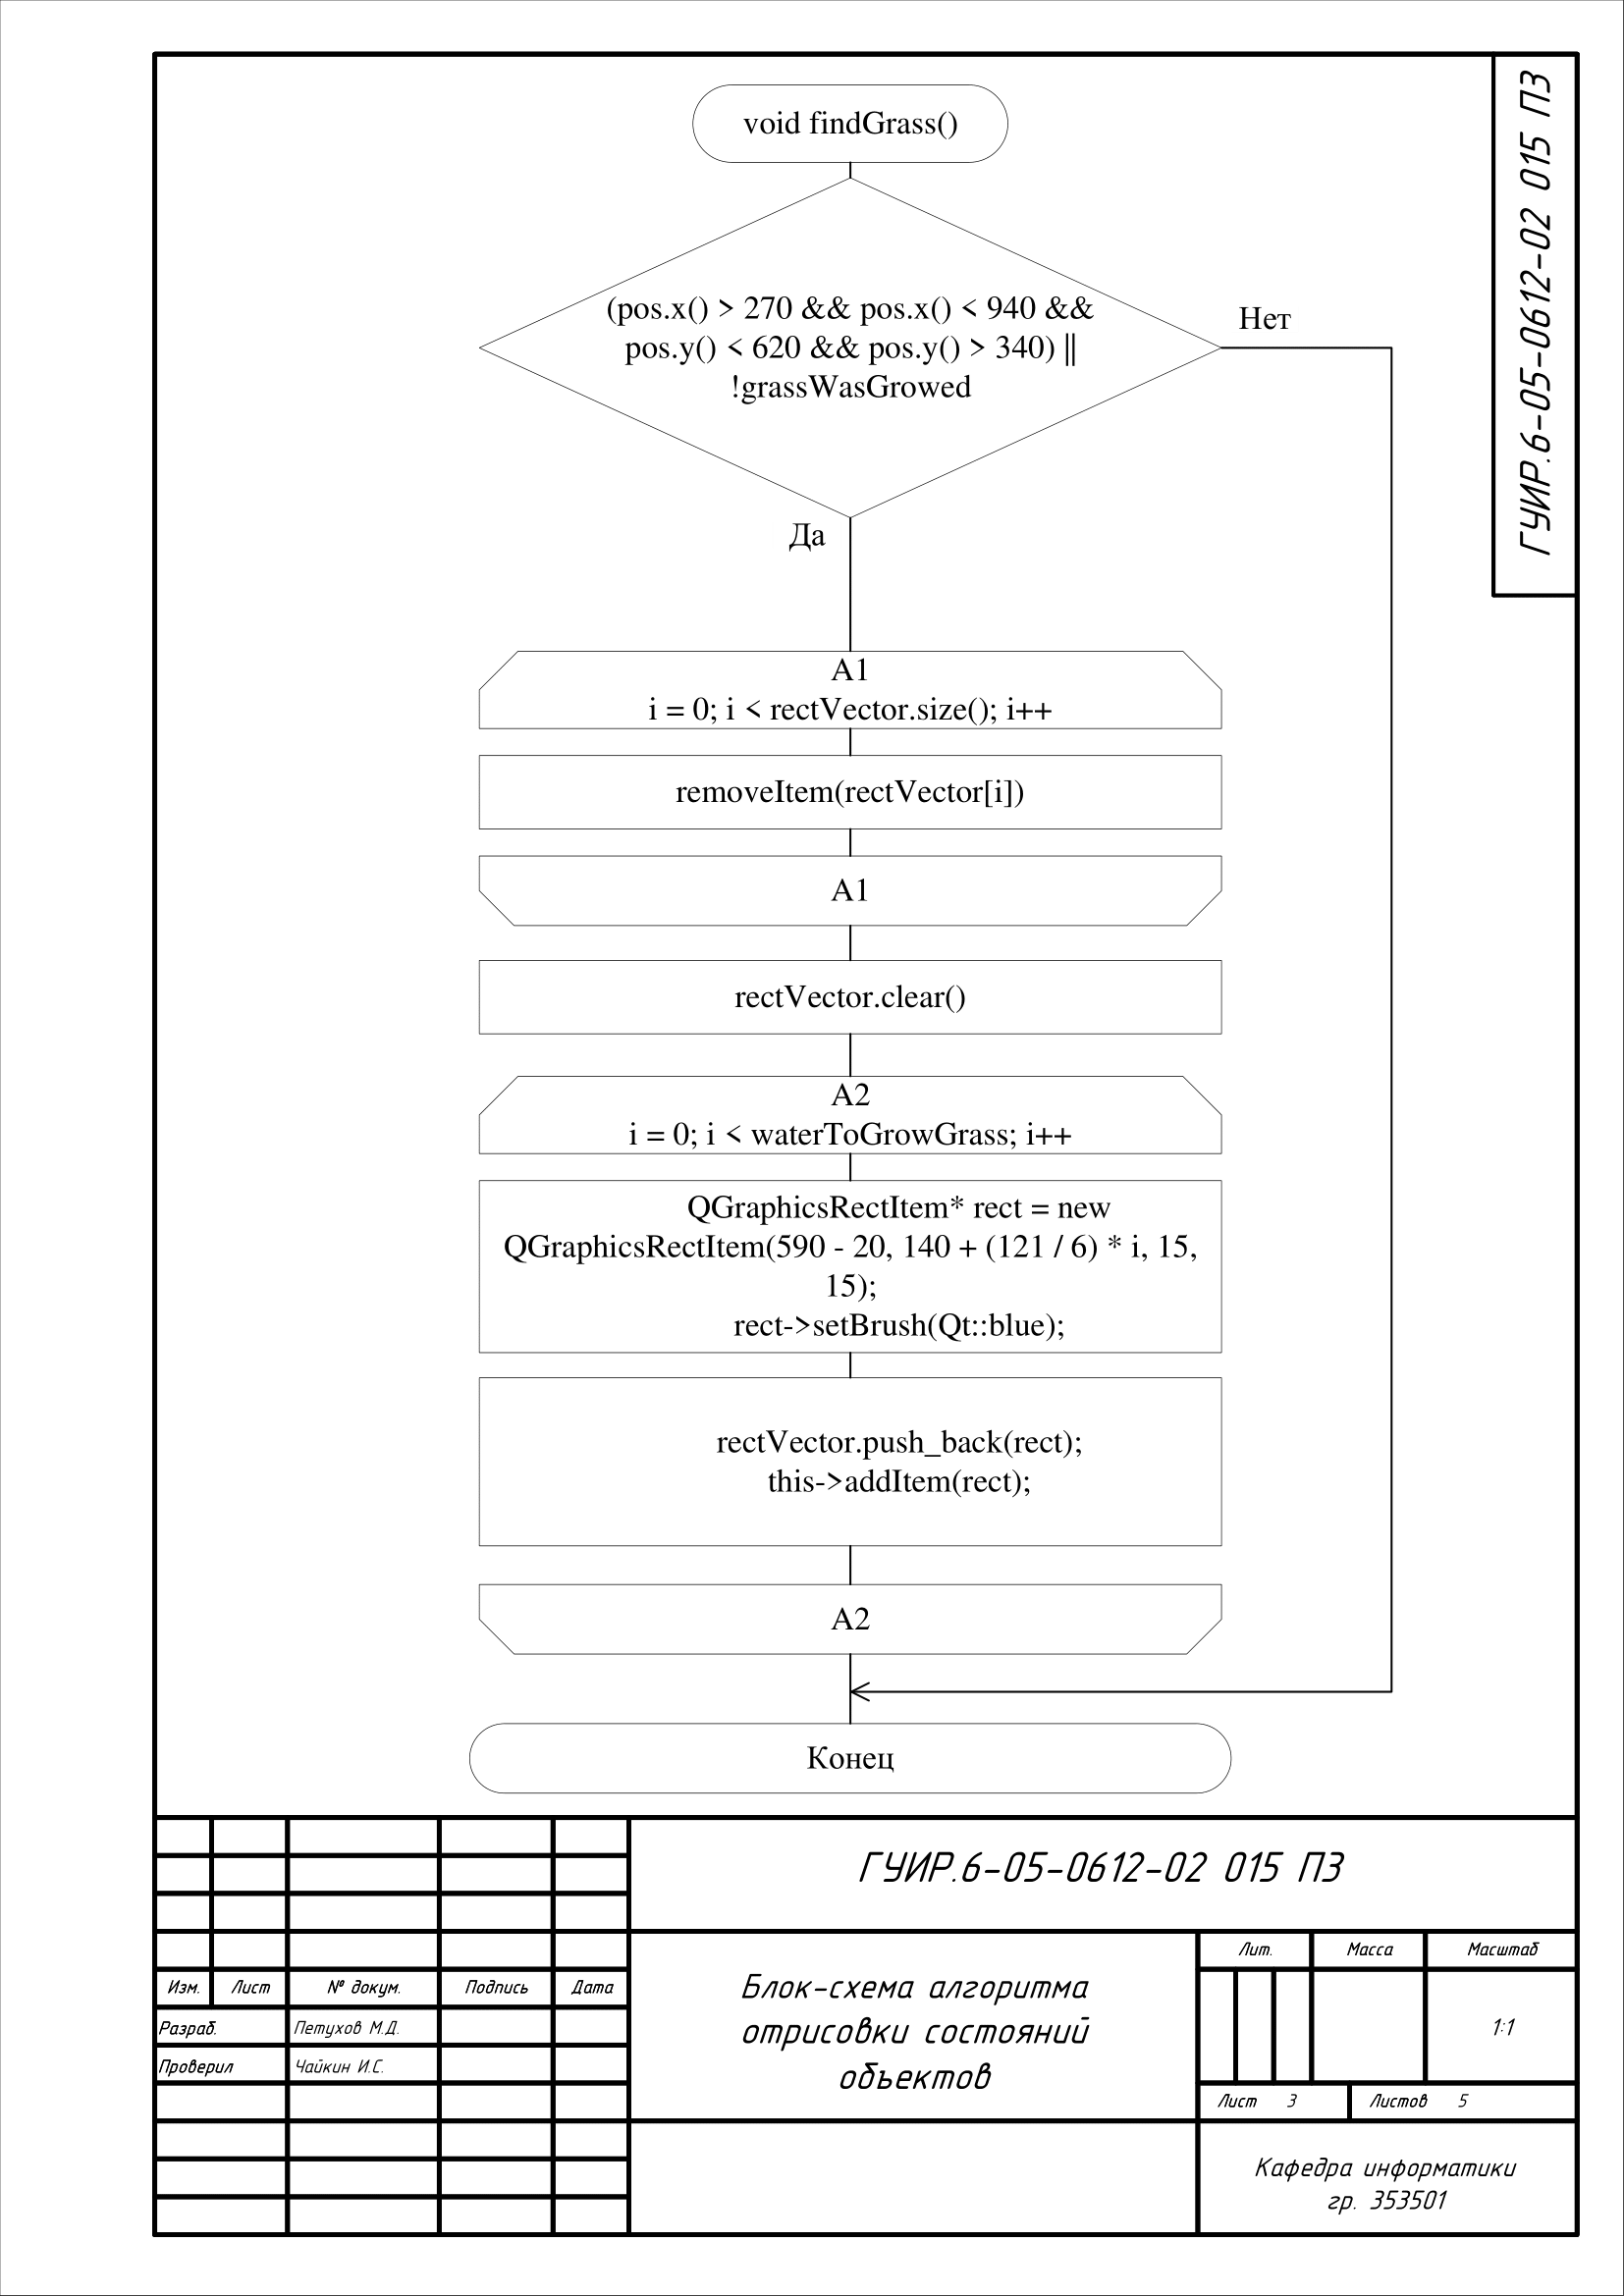 void findGrass()
ГУИР.6-05-0612-02 015 ПЗ
(pos.x() > 270 && pos.x() < 940 &&
pos.y() < 620 && pos.y() > 340) ||
!grassWasGrowed
Нет
Да
A1
i = 0; i < rectVector.size(); i++
removeItem(rectVector[i])
A1
rectVector.clear()
A2
i = 0; i < waterToGrowGrass; i++
QGraphicsRectItem* rect = new
QGraphicsRectItem(590 - 20, 140 + (121 / 6) * i, 15,
15);
rect->setBrush(Qt::blue);
rectVector.push_back(rect);
this->addItem(rect);
A2
Конец
ГУИР.6-05-0612-02 015 ПЗ
Изм. Лист № докум. Подпись Дата
Разраб. Петухов М.Д.
Проверил Чайкин И.С.
Блок-схема алгоритма
отрисовки состояний
объектов
Лит. Масса Масштаб
1:1
Лист 3 Листов 5
Кафедра информатики
гр. 353501